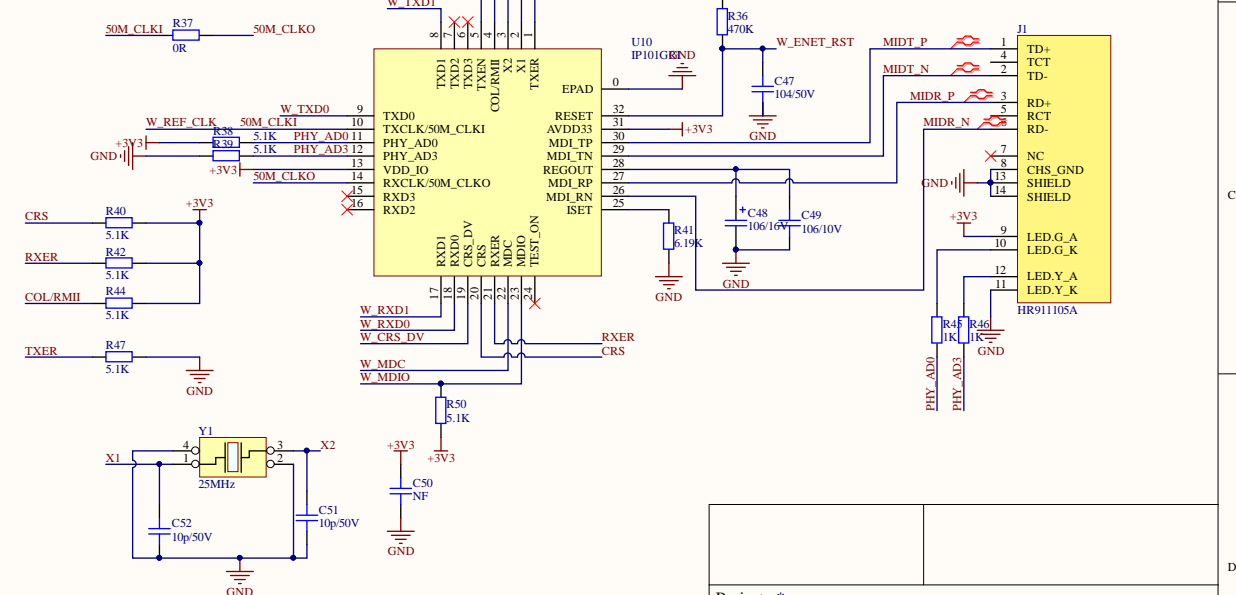 W_TXD1
50M_CLKI R37 50M_CLKO
0R
8 7 6 5 4 3 2 1
TXD1 TXD2 TXD3 TXEN COL/RMII X2 X1 TXER
U10
GND
R36
470K
W_ENET_RST
C47
104/50V
GND
EPAD 0
W_TXD0 9 TXD0
W_REF_CLK 50M_CLKI 10 TXCLK/50M_CLKI
+3V3 R38 5.1K PHY_AD0 11 PHY_AD0
GND R39 5.1K PHY_AD3 12 PHY_AD3
+3V3 13 VDD_IO
50M_CLKO 14 RXCLK/50M_CLKO
15 RXD3
16 RXD2
RESET 32
AVDD33 31 +3V3
MDI_TP 30
MDI_TN 29
REGOUT 28
MDI_RP 27
MDI_RN 26
ISET 25
RXD1 RXD0 CRS_DV CRS RXER MDC MDIO TEST_ON
17 18 19 20 21 22 23 24
W_RXD1
W_RXD0
W_CRS_DV
RXER
CRS
W_MDC
W_MDIO
R50
5.1K
+3V3
R41
6.19K
GND
+
C48
106/16V
C49
106/10V
GND
J1
MIDT_P 1 TD+
4 TCT
MIDT_N 2 TD-
MIDR_P 3 RD+
5 RCT
MIDR_N 6 RD-
7 NC
8 CHS_GND
GND 13 SHIELD
14 SHIELD
+3V3
9 LED.G_A
10 LED.G_K
12 LED.Y_A
11 LED.Y_K
HR911105A
R45
1K
R46
1K
GND
PHY_AD0
PHY_AD3
+3V3
CRS R40
5.1K
RXER R42
5.1K
COL/RMII R44
5.1K
TXER R47
5.1K
GND
Y1
X1 4 1 3 2 X2
25MHz
C52
10p/50V
C51
10p/50V
GND
+3V3
C50
NF
GND
C
D